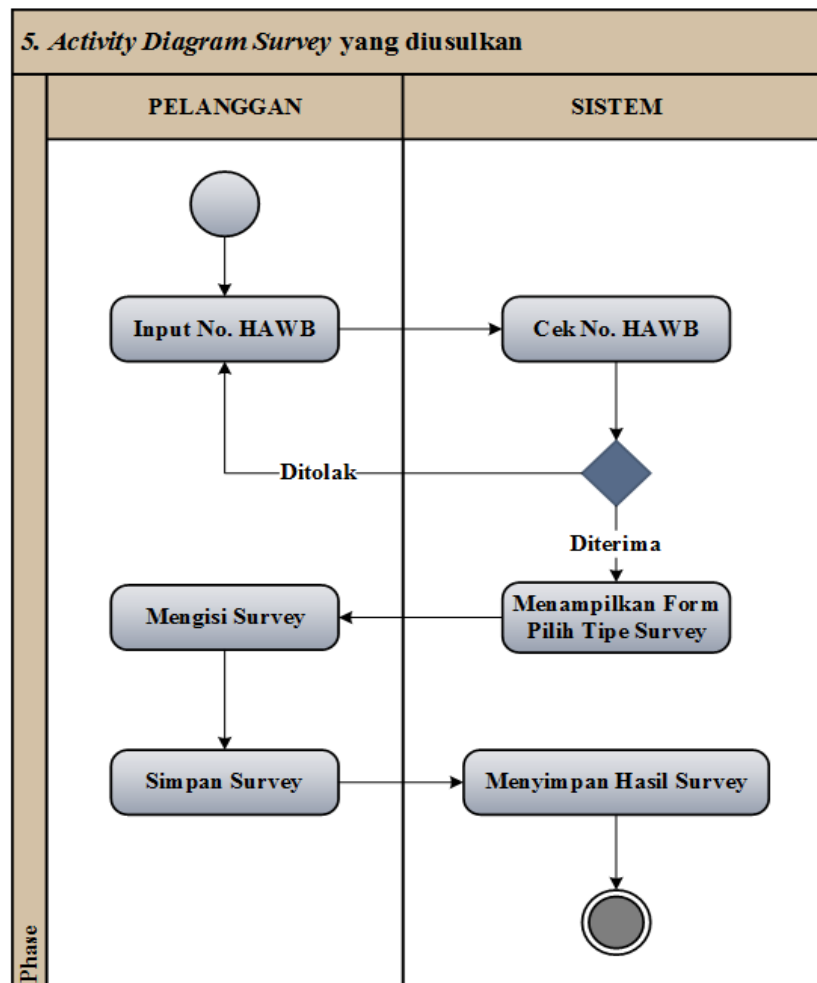 5. Activity Diagram Survey yang diusulkan
PELANGGAN
SISTEM
Input No. HAWB
Cek No. HAWB
Ditolak
Diterima
Mengisi Survey
Menampilkan Form
Pilih Tipe Survey
Simpan Survey
Menyimpan Hasil Survey
Phase